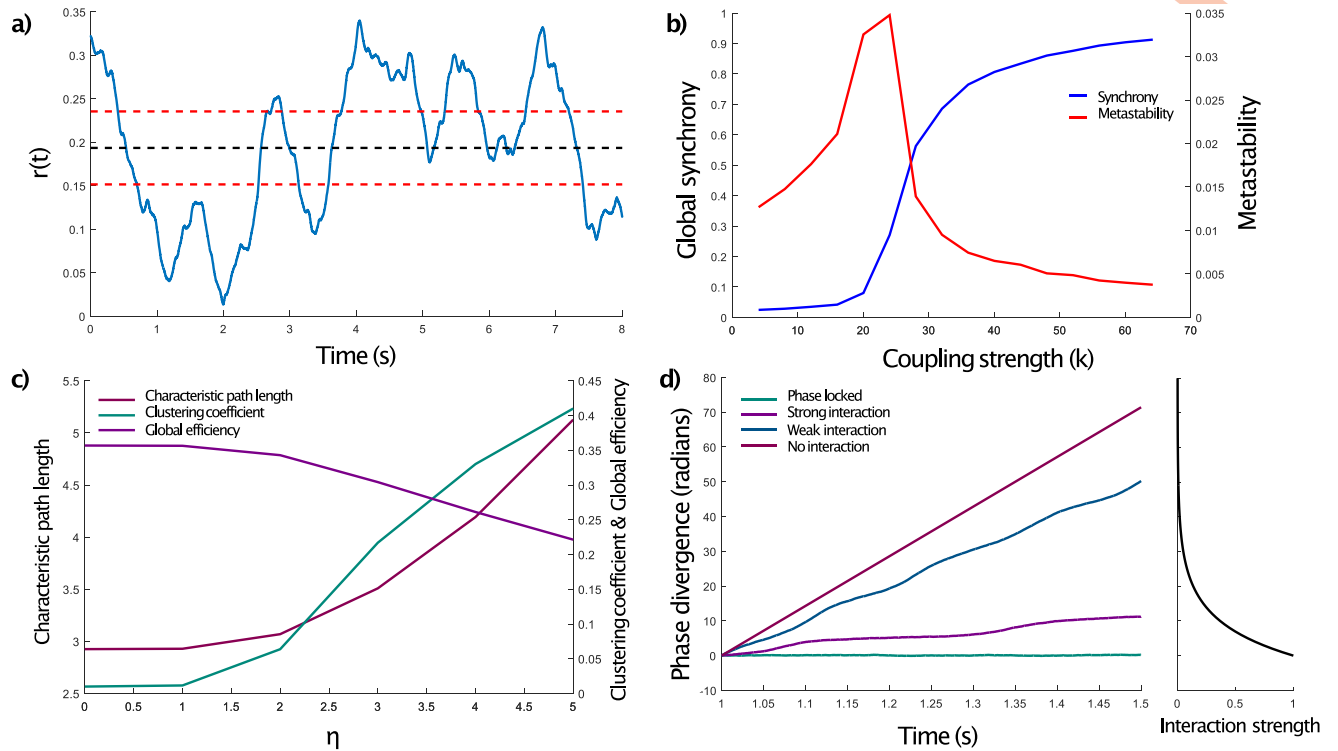 a)
0.35
0.3
0.25
0.2
0.15
0.1
0.05
0
r(t)
0 1 2 3 4 5 6 7 8
Time (s)
b)
1
0.9
0.8
0.7
0.6
0.5
0.4
0.3
0.2
0.1
0
Global synchrony
Synchrony
Metastability
0.035
0.03
0.025
0.02
0.015
0.01
0.005
0
Metastability
0 10 20 30 40 50 60 70
Coupling strength (k)
c)
5.5
5
4.5
4
3.5
3
2.5
Characteristic path length
Characteristic path length
Clustering coefficient
Global efficiency
0.45
0.4
0.35
0.3
0.25
0.2
0.15
0.1
0.05
0
Clustering coefficient & Global efficiency
0 0.5 1 1.5 2 2.5 3 3.5 4 4.5 5
η
d)
80
70
60
50
40
30
20
10
0
-10
Phase divergence (radians)
Phase locked
Strong interaction
Weak interaction
No interaction
1 1.05 1.1 1.15 1.2 1.25 1.3 1.35 1.4 1.45 1.5
Time (s)
0 0.5 1
Interaction strength